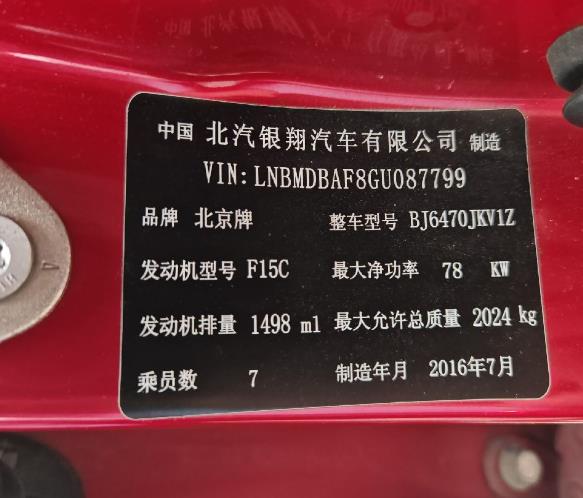 中国 北汽银翔汽车有限公司 制造
VIN: LNBMDBAF8GU087799
品牌 北京牌 整车型号 BJ6470JKV1Z
发动机型号 F15C 最大净功率 78 KW
发动机排量 1498 ml 最大允许总质量 2024 kg
乘员数 7 制造年月 2016年7月